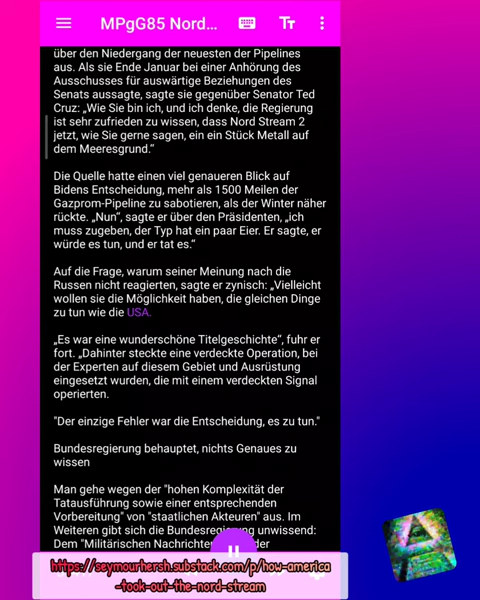 MPgG85 Nord...
Tт
über den Niedergang der neuesten der Pipelines
aus. Als sie Ende Januar bei einer Anhörung des
Ausschusses für auswärtige Beziehungen des
Senats aussagte, sagte sie gegenüber Senator Ted
Cruz: „Wie Sie bin ich, und ich denke, die Regierung
ist sehr zufrieden zu wissen, dass Nord Stream 2
jetzt, wie Sie gerne sagen, ein ein Stück Metall auf
dem Meeresgrund.“
Die Quelle hatte einen viel genaueren Blick auf
Bidens Entscheidung, mehr als 1500 Meilen der
Gazprom-Pipeline zu sabotieren, als der Winter näher
rückte. „Nun“, sagte er über den Präsidenten, „ich
muss zugeben, der Typ hat ein paar Eier. Er sagte, er
würde es tun, und er tat es.“
Auf die Frage, warum seiner Meinung nach die
Russen nicht reagierten, sagte er zynisch: „Vielleicht
wollen sie die Möglichkeit haben, die gleichen Dinge
zu tun wie die USA.
„Es war eine wunderschöne Titelgeschichte“, fuhr er
fort. „Dahinter steckte eine verdeckte Operation, bei
der Experten auf diesem Gebiet und Ausrüstung
eingesetzt wurden, die mit einem verdeckten Signal
operierten.
"Der einzige Fehler war die Entscheidung, es zu tun."
Bundesregierung behauptet, nichts Genaues zu
wissen
Man gehe wegen der "hohen Komplexität der
Tatausführung sowie einer entsprechenden
Vorbereitung" von "staatlichen Akteuren" aus. Im
Weiteren gibt sich die Bundesregierung unwissend:
Dem "Militärischen Nachrichten der
https://seymourhersh.substack.com/p/how-america
-took-out-the-nord-stream